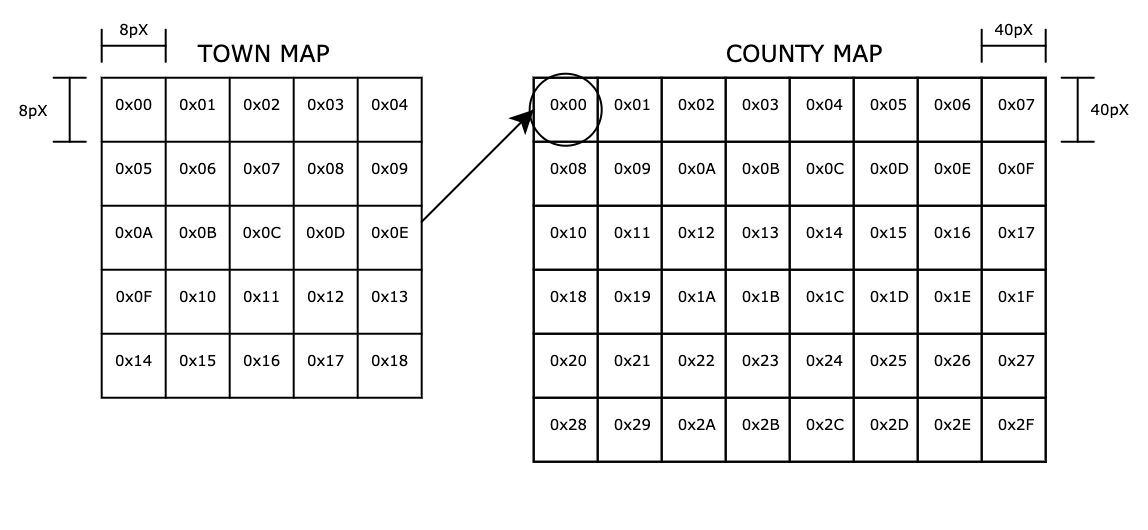 8pX
40pX
TOWN MAP
COUNTY MAP
8pX
40pX
0x00 0x01 0x02 0x03 0x04
0x05 0x06 0x07 0x08 0x09
0x0A 0x0B 0x0C 0x0D 0x0E
0x0F 0x10 0x11 0x12 0x13
0x14 0x15 0x16 0x17 0x18
0x00 0x01 0x02 0x03 0x04 0x05 0x06 0x07
0x08 0x09 0x0A 0x0B 0x0C 0x0D 0x0E 0x0F
0x10 0x11 0x12 0x13 0x14 0x15 0x16 0x17
0x18 0x19 0x1A 0x1B 0x1C 0x1D 0x1E 0x1F
0x20 0x21 0x22 0x23 0x24 0x25 0x26 0x27
0x28 0x29 0x2A 0x2B 0x2C 0x2D 0x2E 0x2F